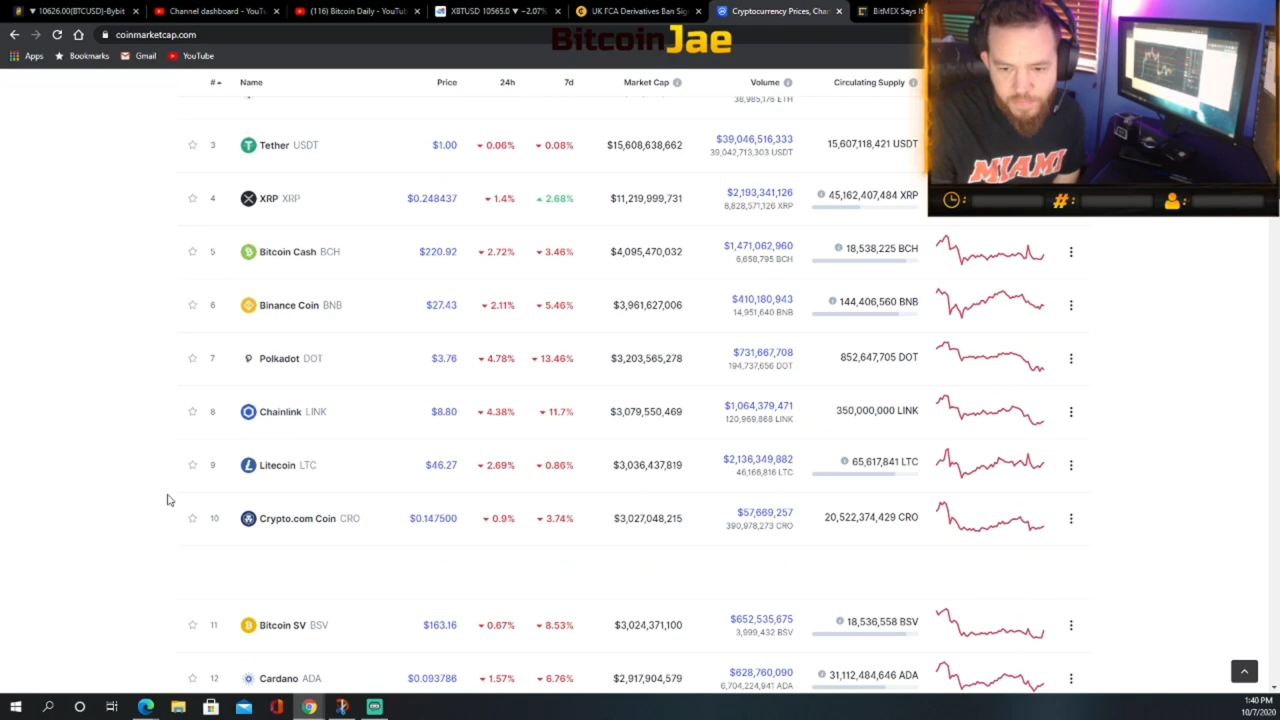 10626.00(BTCUSD)-Bybit
Channel dashboard - YouTu
(116) Bitcoin Daily - YouTube
XBTUSD 10565.0 ▼ −2.07%
UK FCA Derivatives Ban Sig
Cryptocurrency Prices, Char
BitMEX Says It
coinmarketcap.com
Apps Bookmarks Gmail YouTube
BitcoinJae
# Name Price 24h 7d Market Cap Volume Circulating Supply
38,985,176 ETH
3 Tether USDT $1.00 0.06% 0.08% $15,608,638,662 $39,046,516,333 15,607,118,421 USDT
39,042,713,303 USDT
4 XRP XRP $0.248437 1.4% 2.68% $11,219,999,731 $2,193,341,126 45,162,407,484 XRP
8,828,571,126 XRP
5 Bitcoin Cash BCH $220.92 2.72% 3.46% $4,095,470,032 $1,471,062,960 18,538,225 BCH
6,658,795 BCH
6 Binance Coin BNB $27.43 2.11% 5.46% $3,961,627,006 $410,180,943 144,406,560 BNB
14,951,640 BNB
7 Polkadot DOT $3.76 4.78% 13.46% $3,203,565,278 $731,667,708 852,647,705 DOT
194,737,656 DOT
8 Chainlink LINK $8.80 4.38% 11.7% $3,079,550,469 $1,064,379,471 350,000,000 LINK
120,969,868 LINK
9 Litecoin LTC $46.27 2.69% 0.86% $3,036,437,819 $2,136,349,882 65,617,841 LTC
46,166,816 LTC
10 Crypto.com Coin CRO $0.147500 0.9% 3.74% $3,027,048,215 $57,669,257 20,522,374,429 CRO
390,978,273 CRO
11 Bitcoin SV BSV $163.16 0.67% 8.53% $3,024,371,100 $652,535,675 18,536,558 BSV
3,999,432 BSV
12 Cardano ADA $0.093786 1.57% 6.76% $2,917,904,579 $628,760,090 31,112,484,646 ADA
6,704,224,941 ADA
MIAMI
: #: :
1:40 PM
10/7/2020